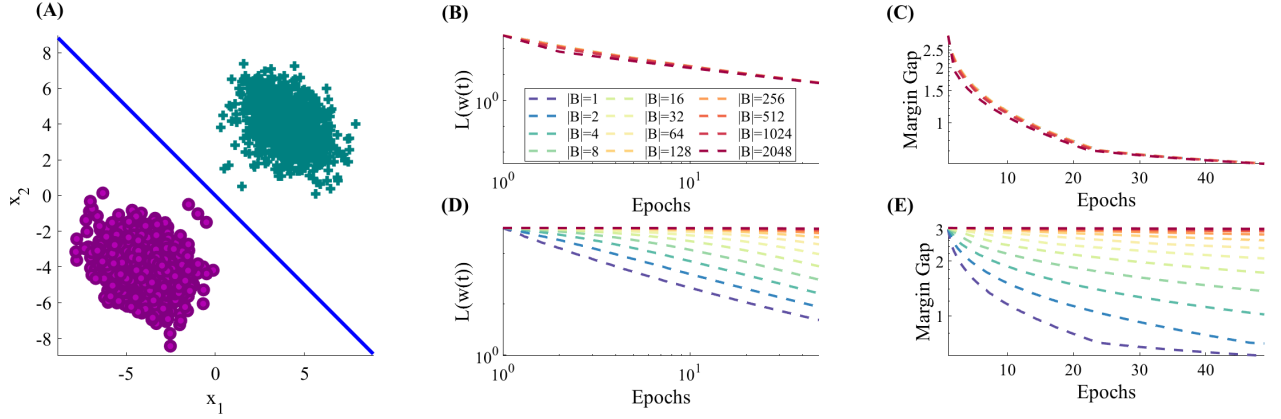 (A)
8
6
4
2
0
-2
-4
-6
-8
x2
-5
0
5
x1
(B)
L(w(t))
10^0
|B|=1 |B|=16 |B|=256
|B|=2 |B|=32 |B|=512
|B|=4 |B|=64 |B|=1024
|B|=8 |B|=128 |B|=2048
10^0 10^1
Epochs
(C)
Margin Gap
2.5
2
1.5
1
10 20 30 40
Epochs
(D)
L(w(t))
10^0
10^0 10^1
Epochs
(E)
Margin Gap
3
2
1
10 20 30 40
Epochs